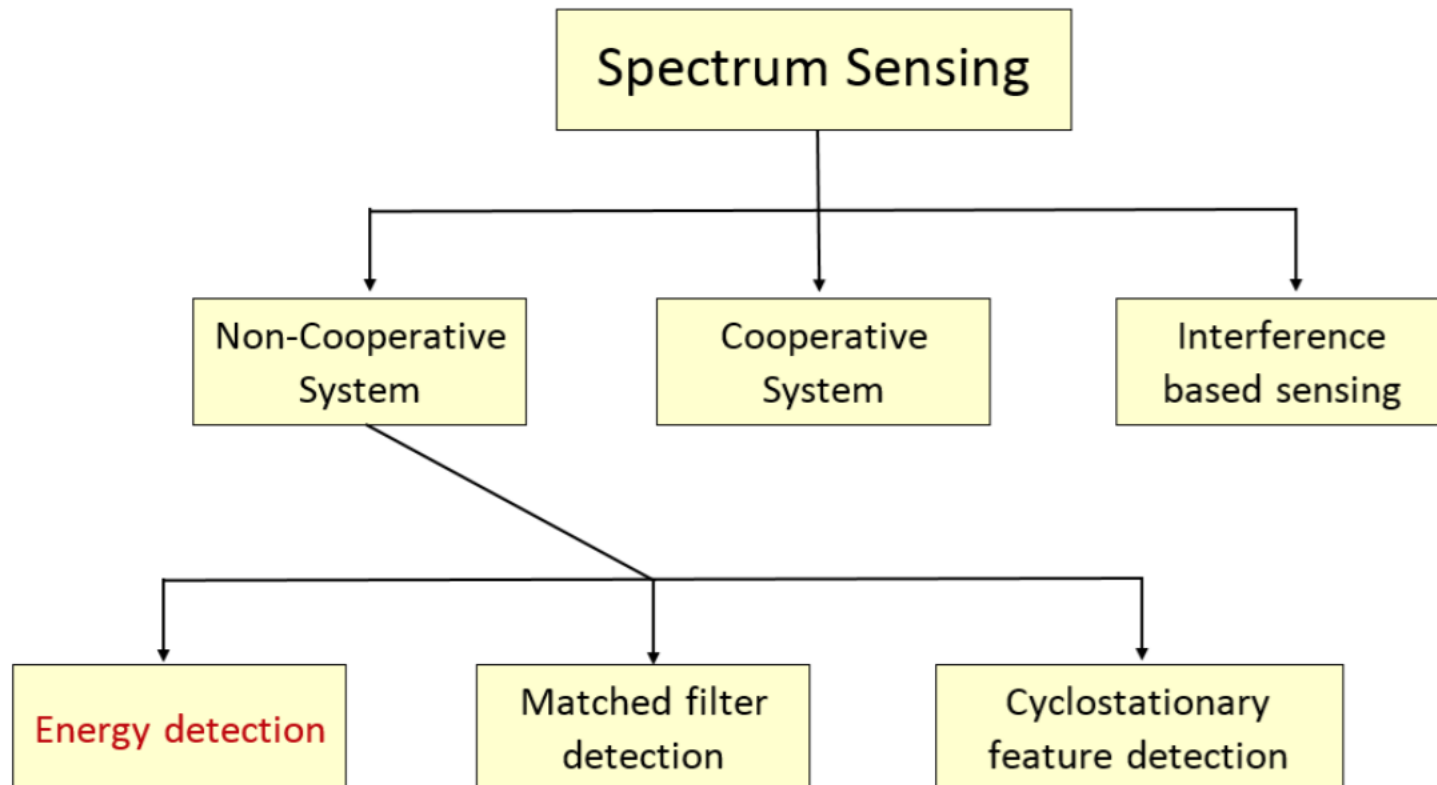 Spectrum Sensing
Non-Cooperative
System
Cooperative
System
Interference
based sensing
Energy detection
Matched filter
detection
Cyclostationary
feature detection